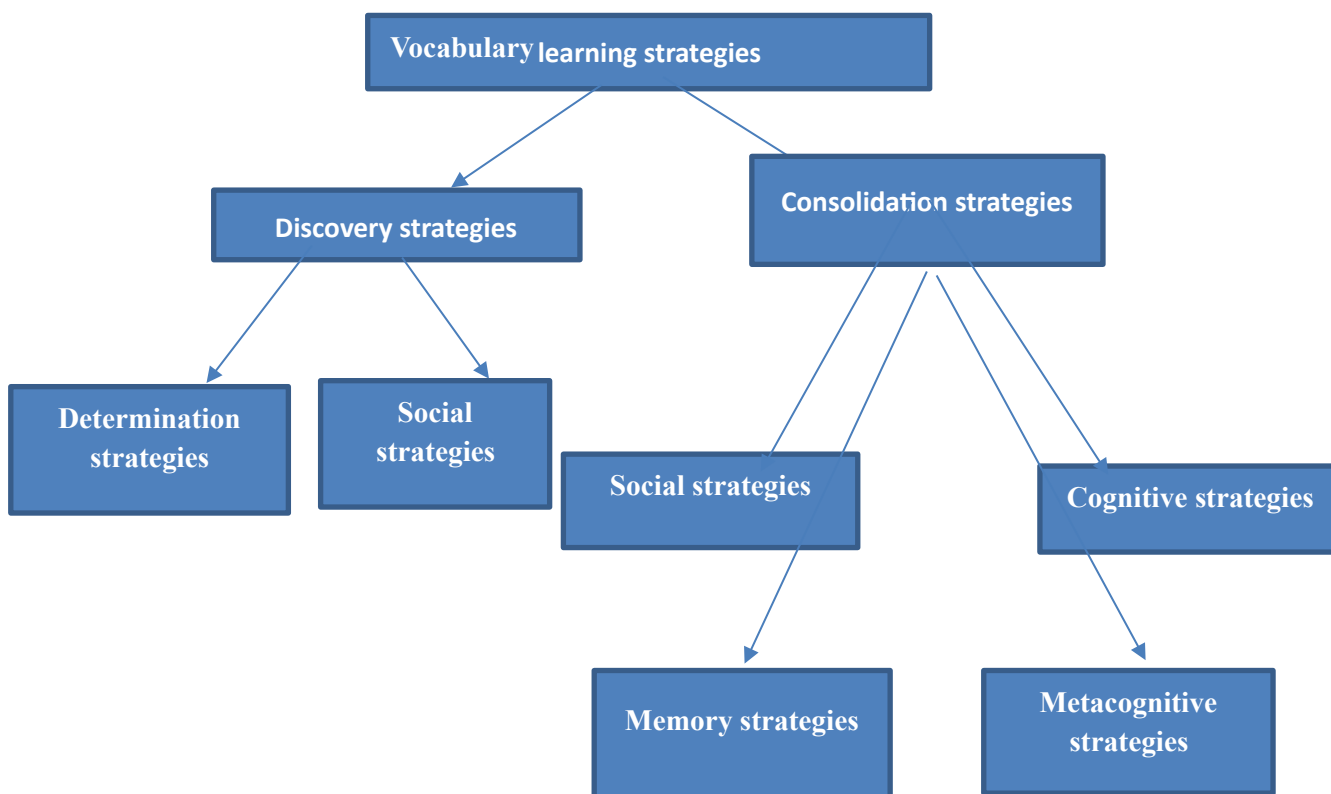 Vocabulary learning strategies
Discovery strategies
Consolidation strategies
Determination
strategies
Social
strategies
Social strategies
Cognitive strategies
Memory strategies
Metacognitive
strategies